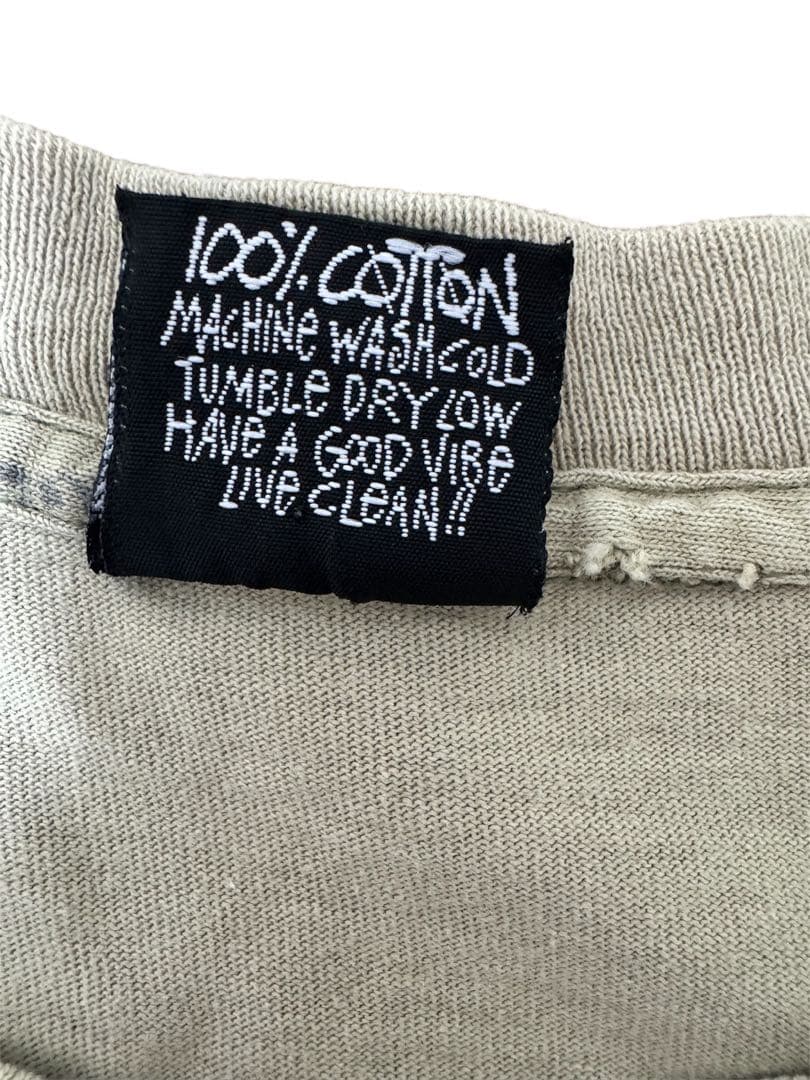 100% COTTON
MACHINE WASH COLD
TUMBLE DRY LOW
HAVE A GOOD VIBE
LIVE CLEAN!!